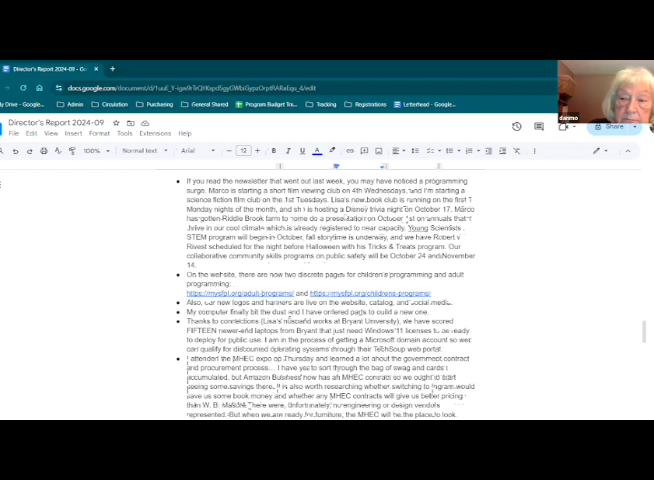 Director's Report 2024-09 -
docs.google.com/document/d/
My Drive - Goo...
Admin
Circulation
Purchasing
General Shared
Program Budget Tra...
Tracking
Registrations
Letterhead - Google...
danmo
Director's Report 2024-09
File Edit View Insert Format Tools Extensions Help
Share
100% Normal text Arial 12
If you read the newsletter that went out last week, you may have noticed a programming
surge. Marco is starting a short film viewing club on 4th Wednesdays, and I'm starting a
science fiction film club on the 1st Tuesdays. Lisa's new book club is running on the first
Monday nights of the month, and is hosting a Disney trivia night on October 17. Marco
has gotten Riddle Brook farm to come do a presentation on October 1st on annuals that
thrive in our cool climate which is already registered to near capacity. Young Scientists
STEM program will begin in October, fall storytime is underway, and we have Robert
Rivest scheduled for the night before Halloween with his Tricks & Treats program. Our
collaborative community skills programs on public safety will be October 24 and November
14.
On the website, there are now two discrete pages for children's programming and adult
programming:
https://mysfpl.org/adult-programs/ and https://mysfpl.org/childrens-programs/
Also, our new logos and banners are live on the website, catalog, and social media.
My computer finally bit the dust and I have ordered parts to build a new one.
Thanks to connections (Lisa's husband works at Bryant University), we have scored
FIFTEEN newer-end laptops from Bryant that just need Windows 11 licenses to be ready
to deploy for public use. I am in the process of getting a Microsoft domain account so we
can qualify for discounted operating systems through their TechSoup web portal.
I attended the MHEC expo on Thursday and learned a lot about the government contract
and procurement process... I have yet to sort through the bag of swag and cards I
accumulated, but Amazon Business now has an MHEC contract so we ought to start
seeing some savings there. It is also worth researching whether switching to Ingram would
save us some book money and whether any MHEC contracts will give us better pricing
than W. B. Mason. There were, unfortunately, no engineering or design vendors
represented. But when we are ready for furniture, the MHEC will be the place to look.